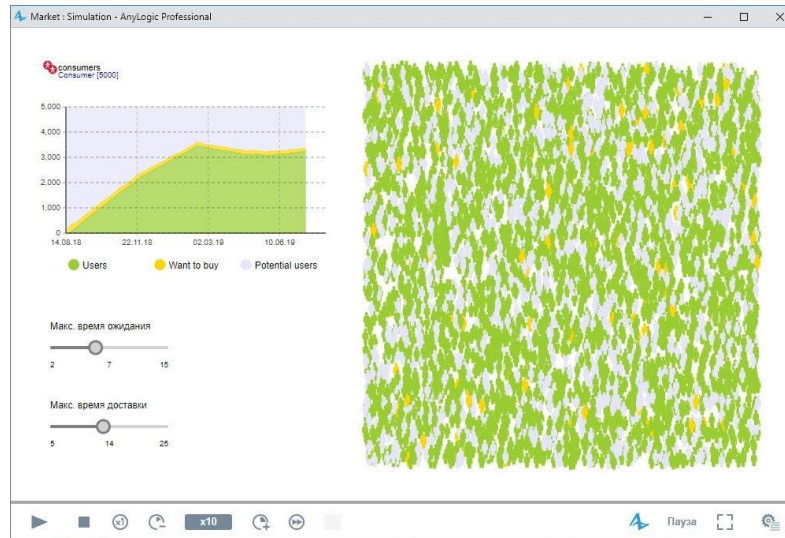 Market : Simulation - AnyLogic Professional
consumers
Consumer [5000]
5,000
4,000
3,000
2,000
1,000
0
14.08.18 22.11.18 02.03.19 10.06.19
Users Want to buy Potential users
Макс. время ожидания
2 7 15
Макс. время доставки
5 14 25
x1 x10 Пауза